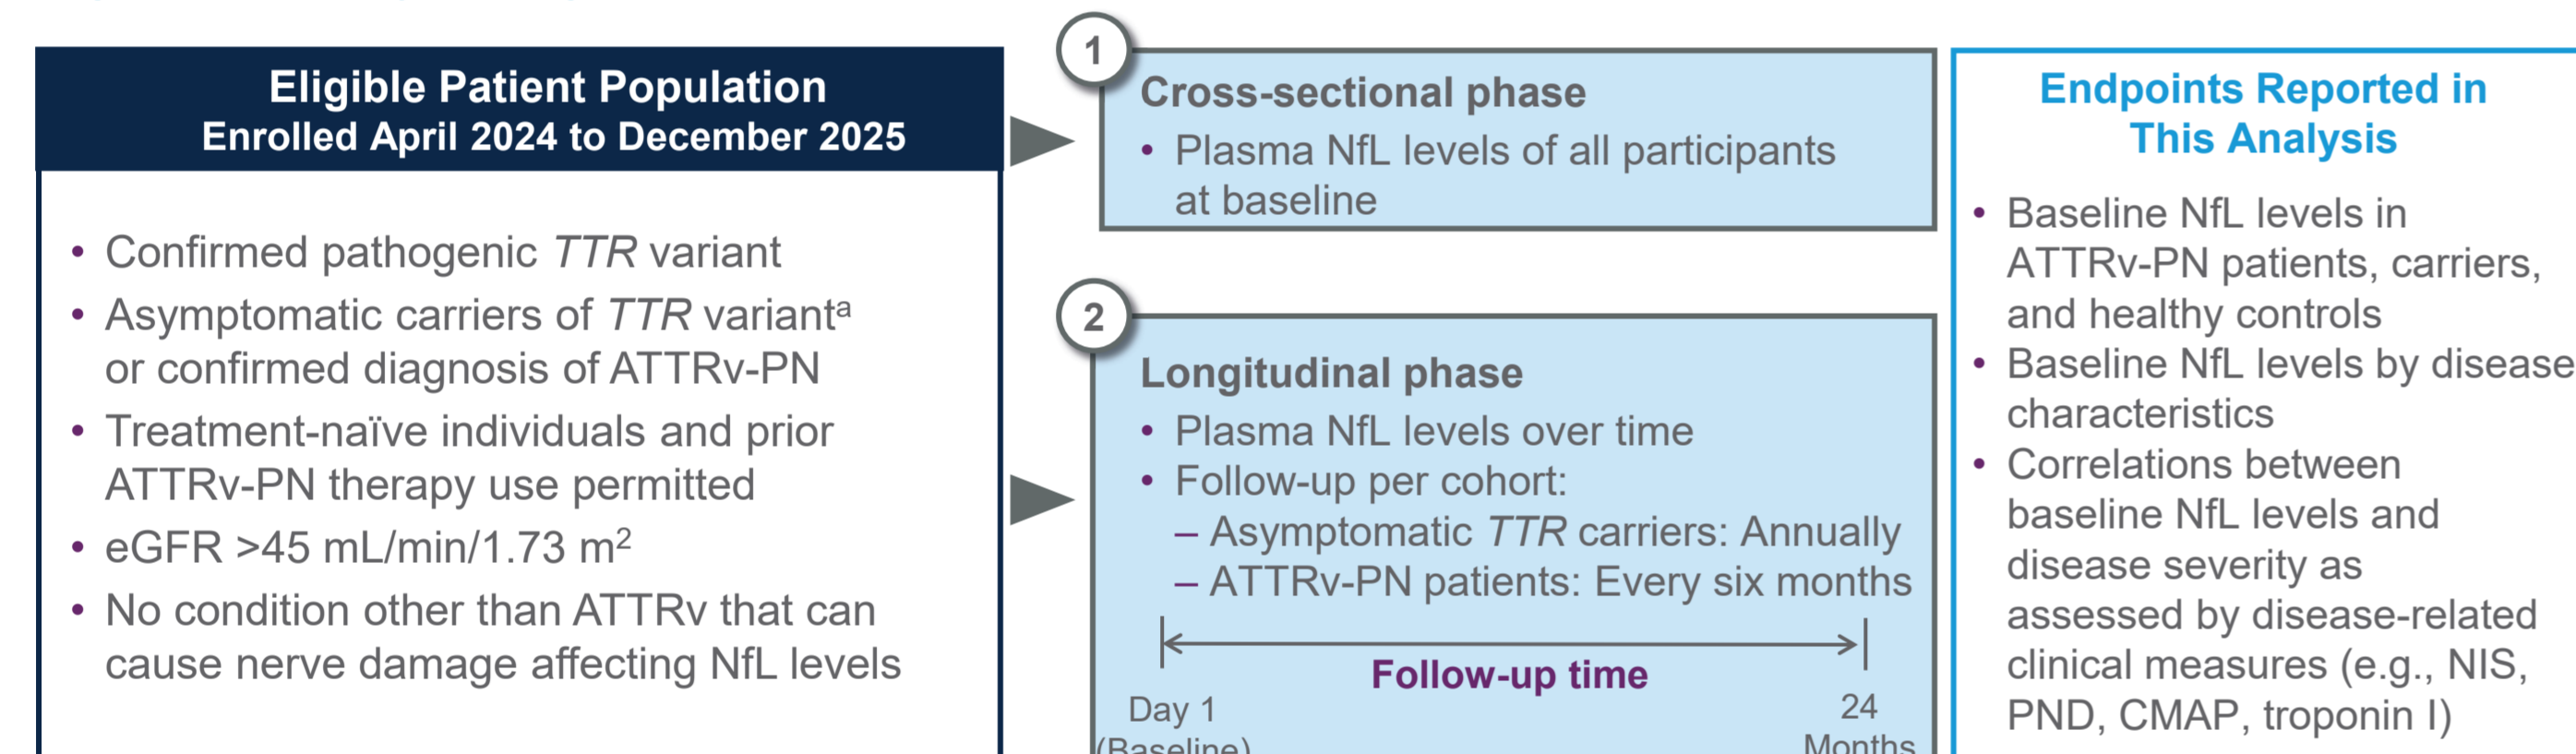 Eligible Patient Population
Enrolled April 2024 to December 2025
• Confirmed pathogenic TTR variant
• Asymptomatic carriers of TTR variantᵃ
or confirmed diagnosis of ATTRv-PN
• Treatment-naïve individuals and prior
ATTRv-PN therapy use permitted
• eGFR >45 mL/min/1.73 m²
• No condition other than ATTRv that can
cause nerve damage affecting NfL levels
1
Cross-sectional phase
• Plasma NfL levels of all participants
at baseline
2
Longitudinal phase
• Plasma NfL levels over time
• Follow-up per cohort:
– Asymptomatic TTR carriers: Annually
– ATTRv-PN patients: Every six months
Follow-up time
Day 1
(Baseline)
24
Months
Endpoints Reported in
This Analysis
• Baseline NfL levels in
ATTRv-PN patients, carriers,
and healthy controls
• Baseline NfL levels by disease
characteristics
• Correlations between
baseline NfL levels and
disease severity as
assessed by disease-related
clinical measures (e.g., NIS,
PND, CMAP, troponin I)